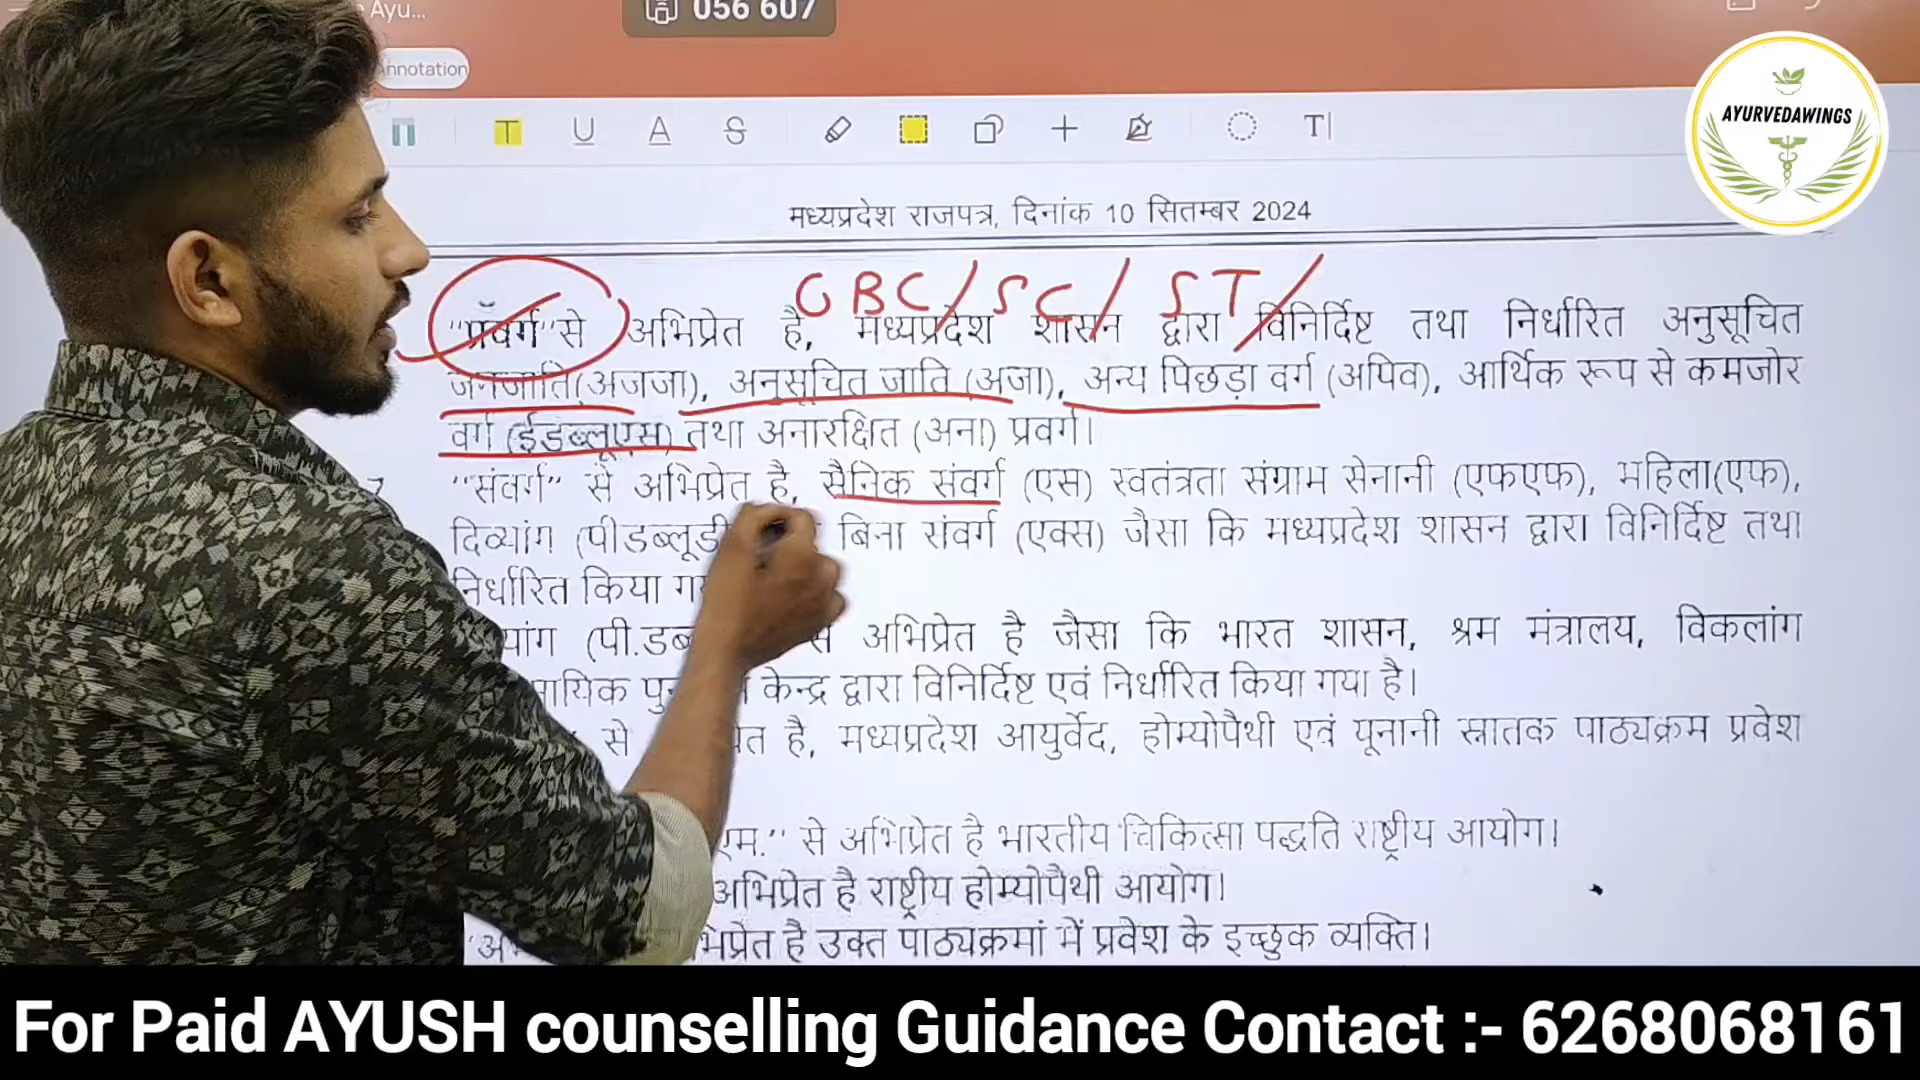 Ayu...
056 607
Annotation
T U A S T
AYURVEDAWINGS
मध्यप्रदेश राजपत्र, दिनांक 10 सितम्बर 2024
OBC/SC/ST/
"प्रवर्ग" से अभिप्रेत है, मध्यप्रदेश शासन द्वारा विनिर्दिष्ट तथा निर्धारित अनुसूचित
जनजाति(अजजा), अनुसूचित जाति (अजा), अन्य पिछड़ा वर्ग (अपिव), आर्थिक रूप से कमजोर
वर्ग (ईडब्लूएस) तथा अनारक्षित (अना) प्रवर्ग।
"संवर्ग" से अभिप्रेत है, सैनिक संवर्ग (एस) स्वतंत्रता संग्राम सेनानी (एफएफ), महिला(एफ),
दिव्यांग (पीडब्लूडी बिना संवर्ग (एक्स) जैसा कि मध्यप्रदेश शासन द्वारा विनिर्दिष्ट तथा
निर्धारित किया
(पी.डब से अभिप्रेत है जैसा कि भारत शासन, श्रम मंत्रालय, विकलांग
केन्द्र द्वारा विनिर्दिष्ट एवं निर्धारित किया गया है।
से है, मध्यप्रदेश आयुर्वेद, होम्योपैथी एवं यूनानी स्नातक पाठ्यक्रम प्रवेश
एम." से अभिप्रेत है भारतीय चिकित्सा पद्धति राष्ट्रीय आयोग।
अभिप्रेत है राष्ट्रीय होम्योपैथी आयोग।
है उक्त पाठ्यक्रमों में प्रवेश के इच्छुक व्यक्ति।
For Paid AYUSH counselling Guidance Contact :- 6268068161